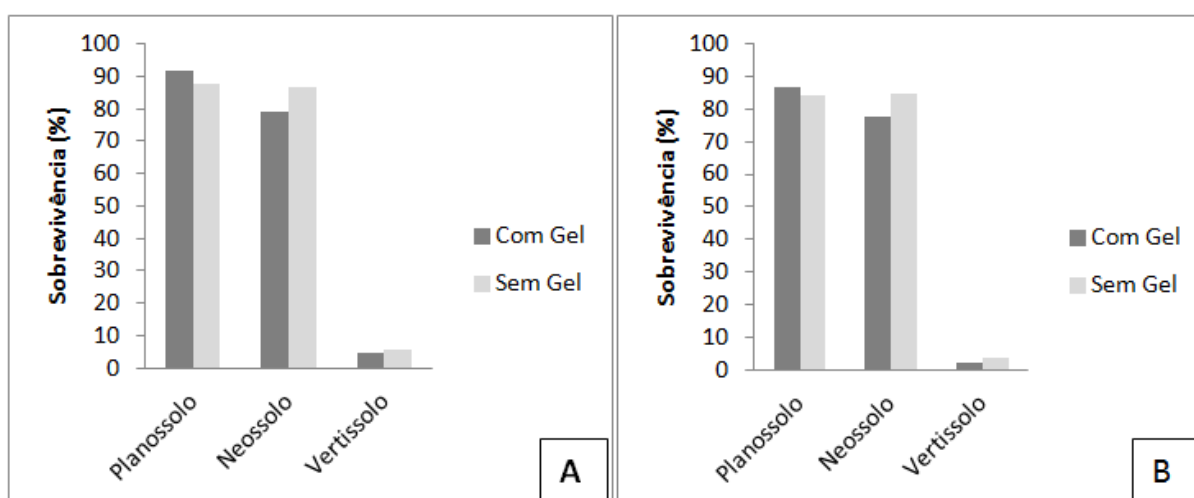 Sobrevivência (%)
100
90
80
70
60
50
40
30
20
10
0
Planossolo
Neossolo
Vertissolo
Com Gel
Sem Gel
A
Sobrevivência (%)
100
90
80
70
60
50
40
30
20
10
0
Planossolo
Neossolo
Vertissolo
Com Gel
Sem Gel
B